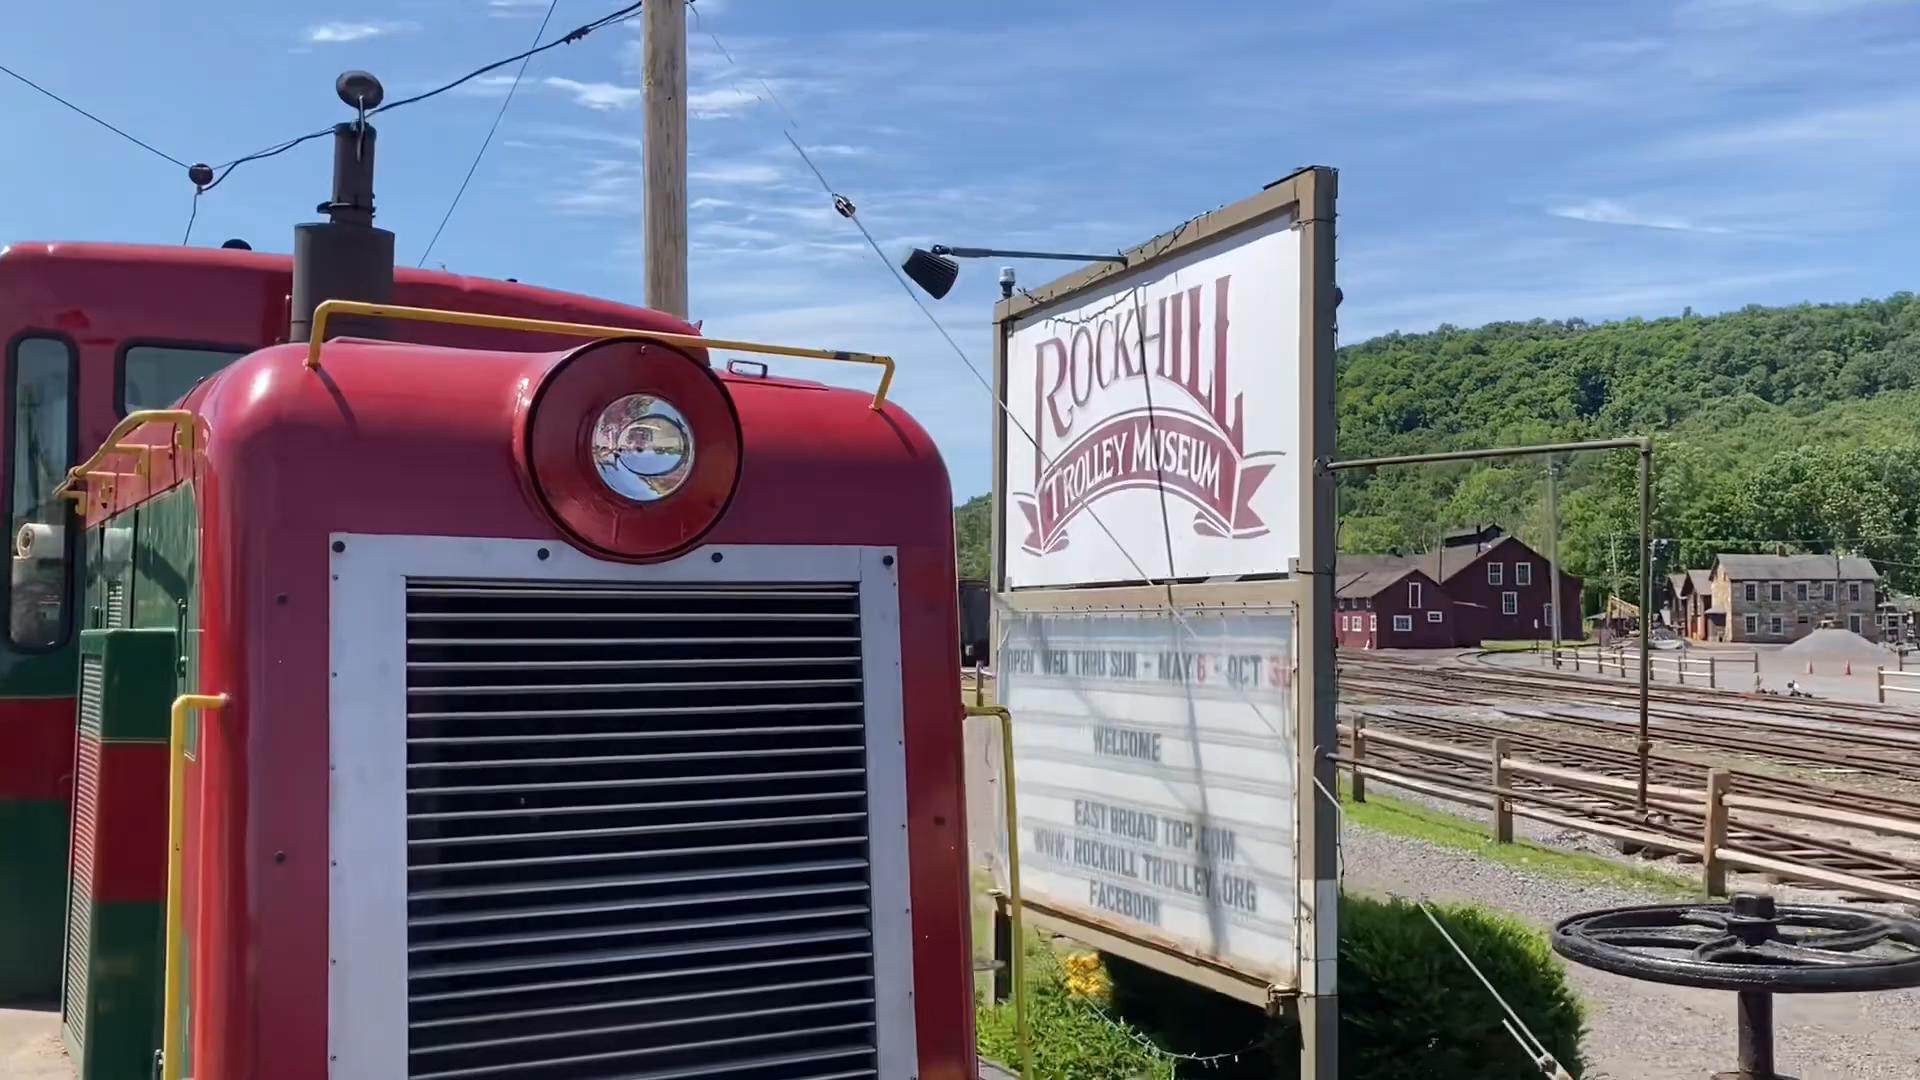 ROCKHILL
TROLLEY MUSEUM
OPEN WED THRU SUN - MAY 6 - OCT 30
WELCOME
EAST BROAD TOP.COM
WWW. ROCKHILL TROLLEY.ORG
FACEBOOK